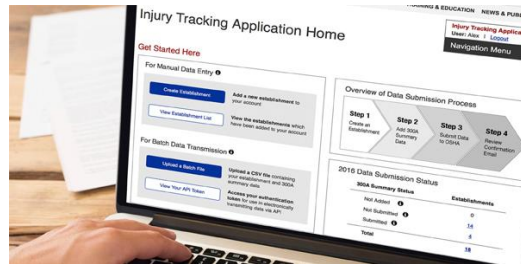 TRAINING & EDUCATION NEWS & PUBL
Injury Tracking Application Home
Injury Tracking Applica
User: Alex | Logout
Navigation Menu
Get Started Here
For Manual Data Entry
Create Establishment
Add a new establishment to
your account
View Establishment List
View the establishments which
have been added to your account
For Batch Data Transmission
Upload a Batch File
Upload a CSV file containing
your establishment and 300A
summary data.
View Your API Token
Access your authentication
token for use in electronically
transmitting data via API
Overview of Data Submission Process
Step 1
Create an
Establishment
Step 2
Add 300A
Summary
Data
Step 3
Submit Data
to OSHA
Step 4
Review
Confirmation
Email
2016 Data Submission Status
300A Summary Status Establishments
Not Added 0
Not Submitted 14
Submitted 4
Total 18